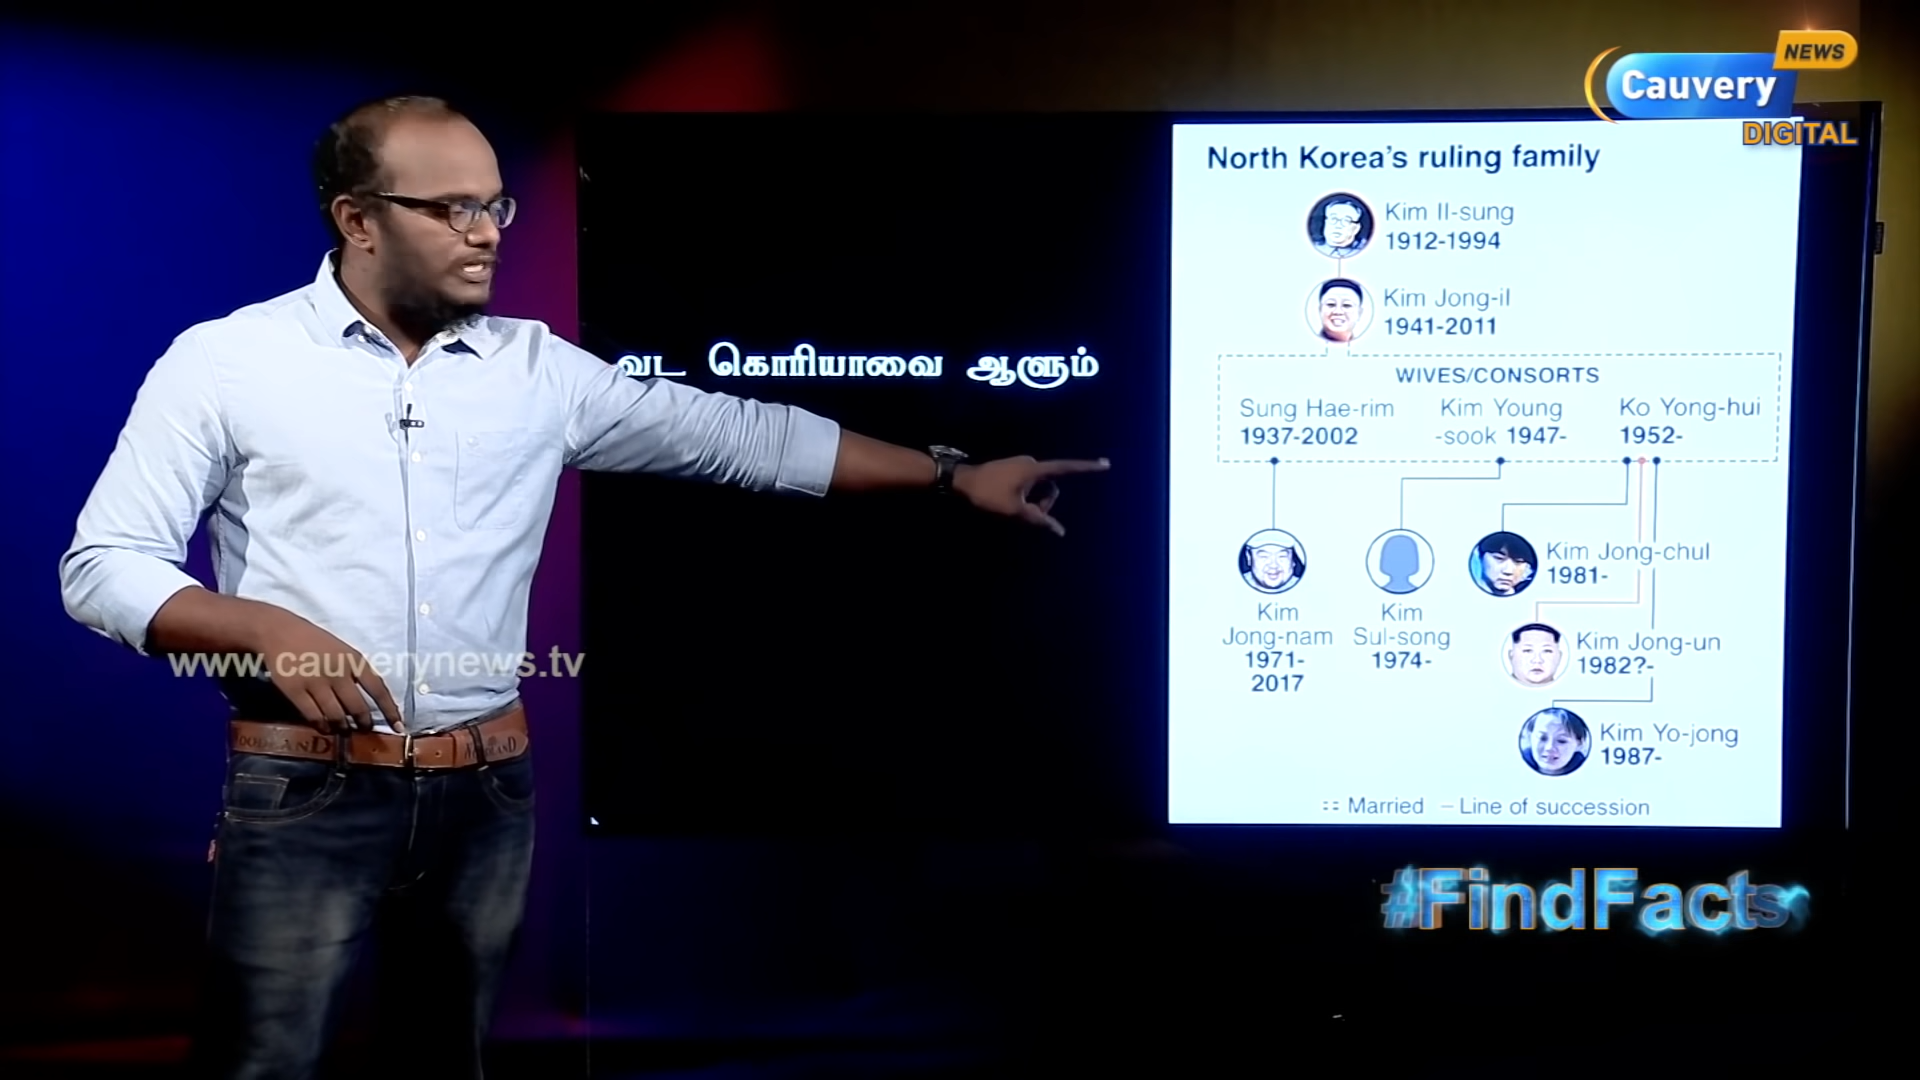 NEWS
Cauvery
DIGITAL
North Korea's ruling family
Kim Il-sung
1912-1994
Kim Jong-il
1941-2011
WIVES/CONSORTS
Sung Hae-rim
1937-2002
Kim Young
-sook 1947-
Ko Yong-hui
1952-
வட கொரியாவை ஆளும்
Kim
Jong-nam
1971-
2017
Kim
Sul-song
1974-
Kim Jong-chul
1981-
Kim Jong-un
1982?-
Kim Yo-jong
1987-
Married
Line of succession
www.cauverynews.tv
WOODLAND
WOODLAND
#FindFacts